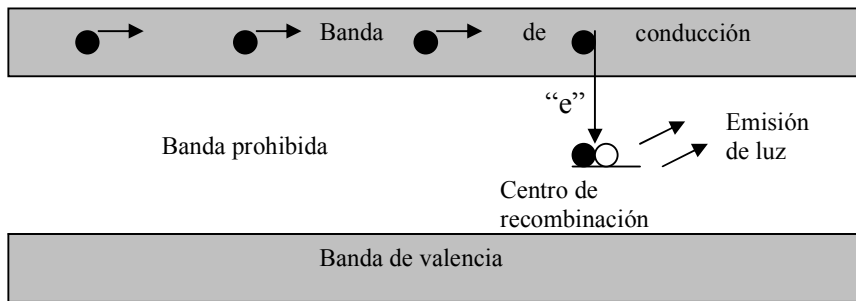 Banda de conducción
“e”
Banda prohibida
Emisión
de luz
Centro de
recombinación
Banda de valencia